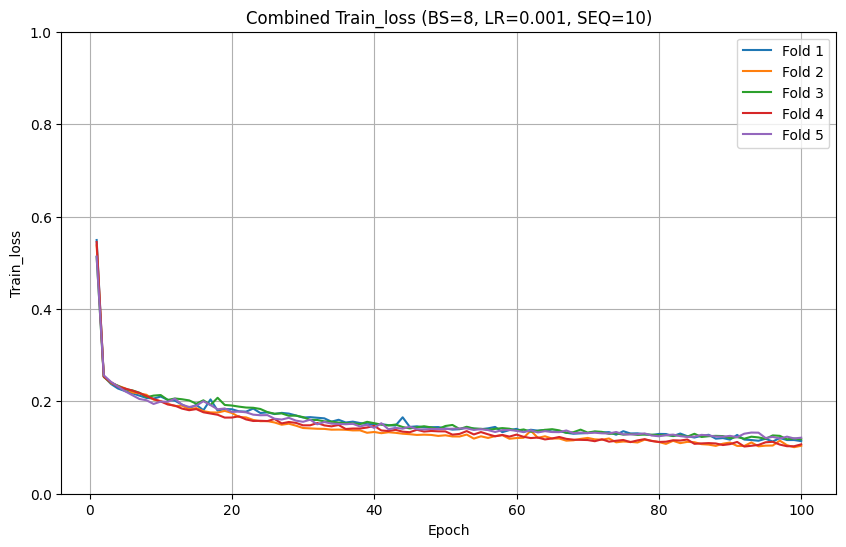 Combined Train_loss (BS=8, LR=0.001, SEQ=10)
Fold 1
Fold 2
Fold 3
Fold 4
Fold 5
Train_loss
1.0
0.8
0.6
0.4
0.2
0.0
0
20
40
60
80
100
Epoch